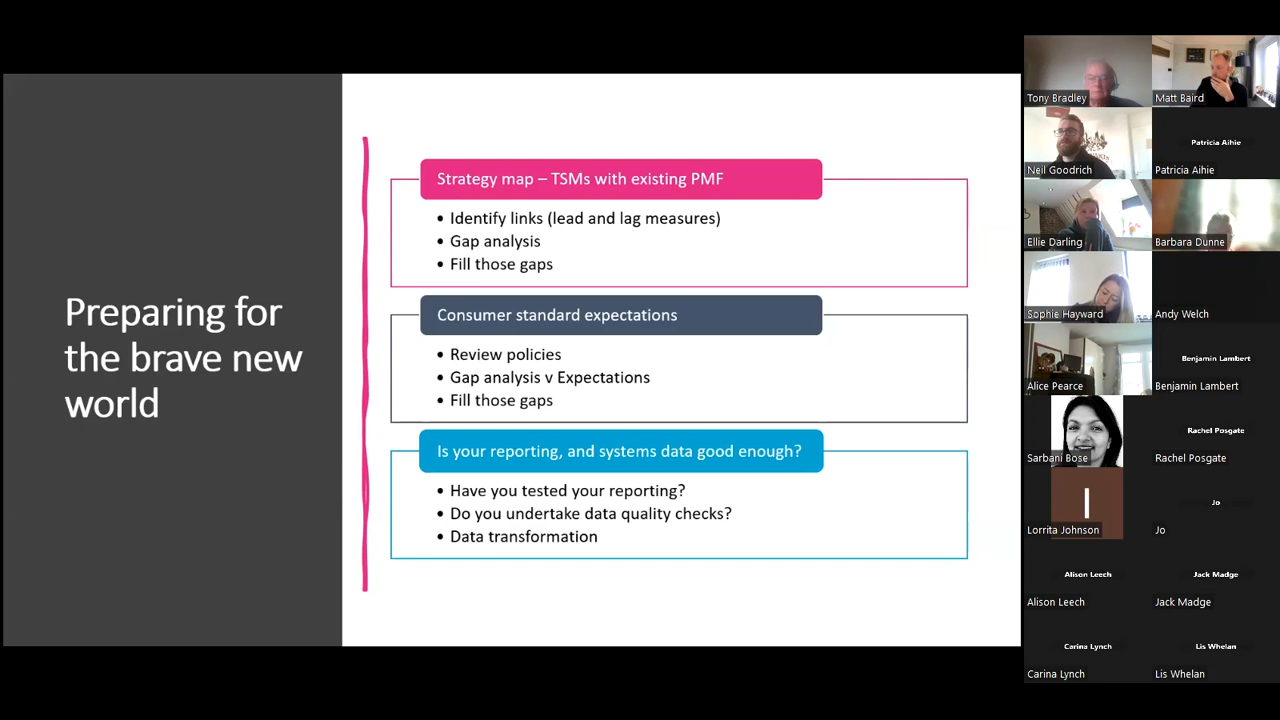 Preparing for
the brave new
world
Strategy map – TSMs with existing PMF
• Identify links (lead and lag measures)
• Gap analysis
• Fill those gaps
Consumer standard expectations
• Review policies
• Gap analysis v Expectations
• Fill those gaps
Is your reporting, and systems data good enough?
• Have you tested your reporting?
• Do you undertake data quality checks?
• Data transformation
Tony Bradley
Matt Baird
Neil Goodrich
Patricia Aihie
Patricia Aihie
Ellie Darling
Barbara Dunne
Sophie Hayward
Andy Welch
Alice Pearce
Benjamin Lambert
Benjamin Lambert
Sarbani Bose
Rachel Posgate
Rachel Posgate
I
Lorrita Johnson
Jo
Jo
Alison Leech
Alison Leech
Jack Madge
Jack Madge
Carina Lynch
Carina Lynch
Lis Whelan
Lis Whelan